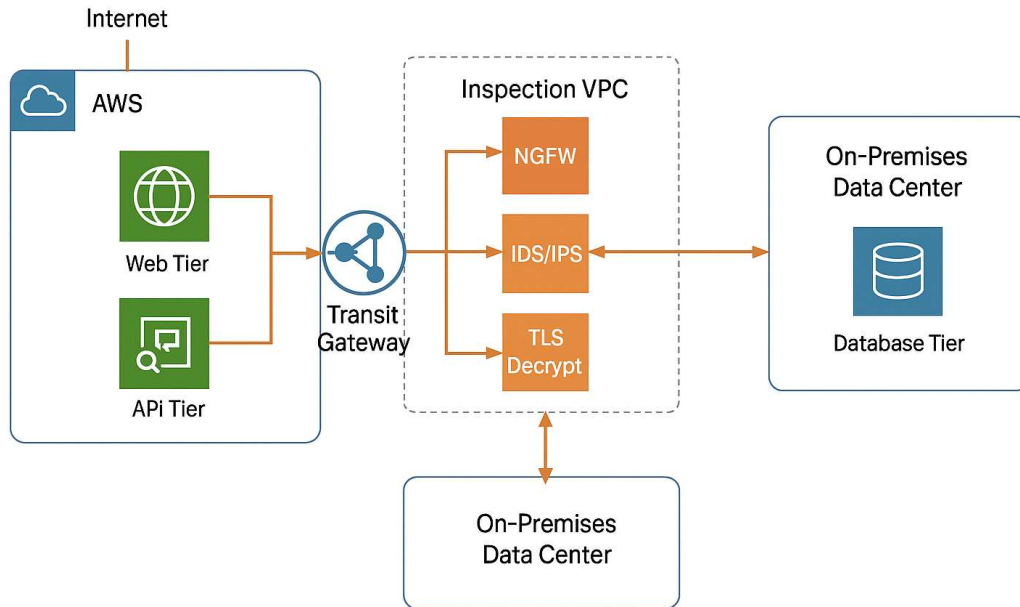 Internet
AWS
Web Tier
APi Tier
Transit
Gateway
Inspection VPC
NGFW
IDS/IPS
TLS
Decrypt
On-Premises
Data Center
Database Tier
On-Premises
Data Center